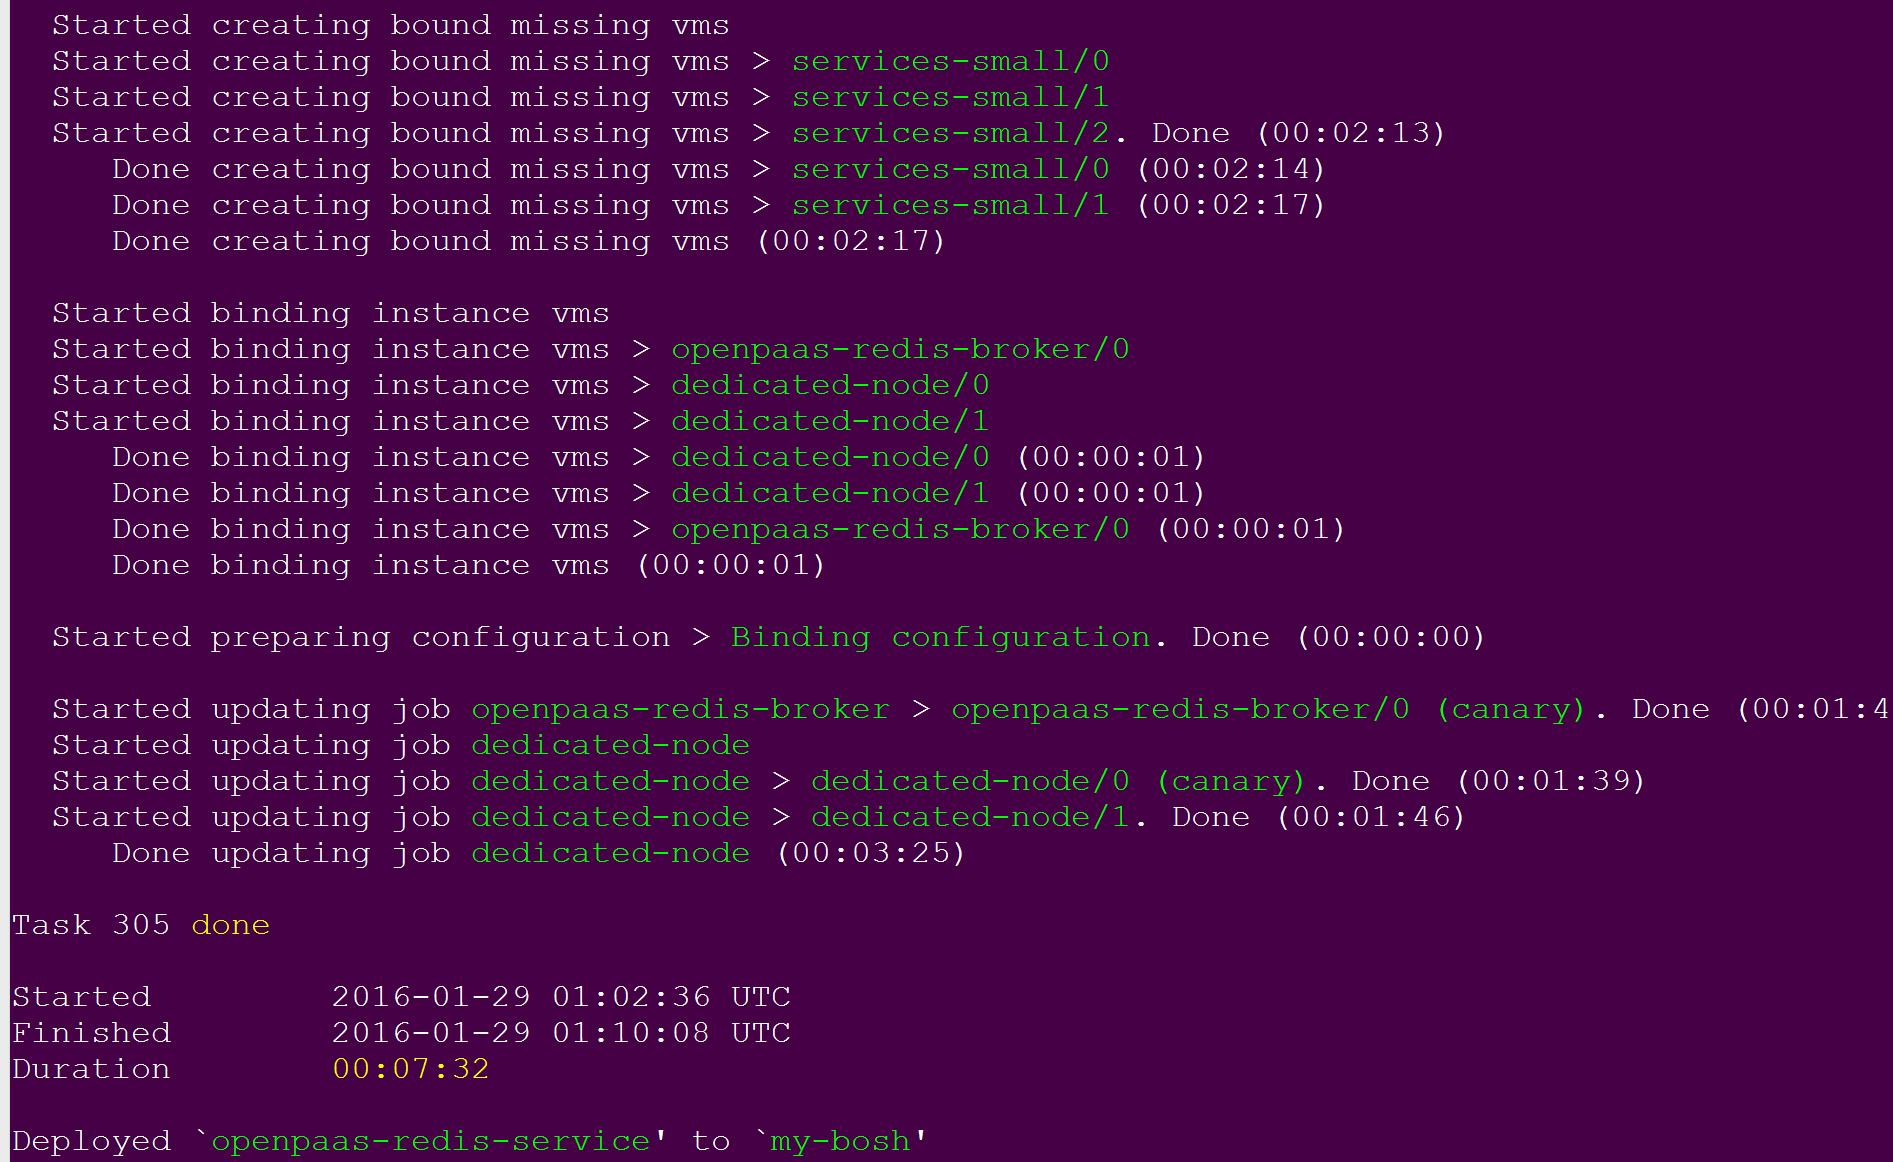 Started creating bound missing vms
Started creating bound missing vms > services-small/0
Started creating bound missing vms > services-small/1
Started creating bound missing vms > services-small/2. Done (00:02:13)
Done creating bound missing vms > services-small/0 (00:02:14)
Done creating bound missing vms > services-small/1 (00:02:17)
Done creating bound missing vms (00:02:17)
Started binding instance vms
Started binding instance vms > openpaas-redis-broker/0
Started binding instance vms > dedicated-node/0
Started binding instance vms > dedicated-node/1
Done binding instance vms > dedicated-node/0 (00:00:01)
Done binding instance vms > dedicated-node/1 (00:00:01)
Done binding instance vms > openpaas-redis-broker/0 (00:00:01)
Done binding instance vms (00:00:01)
Started preparing configuration > Binding configuration. Done (00:00:00)
Started updating job openpaas-redis-broker > openpaas-redis-broker/0 (canary). Done (00:01:4
Started updating job dedicated-node
Started updating job dedicated-node > dedicated-node/0 (canary). Done (00:01:39)
Started updating job dedicated-node > dedicated-node/1. Done (00:01:46)
Done updating job dedicated-node (00:03:25)
Task 305 done
Started 2016-01-29 01:02:36 UTC
Finished 2016-01-29 01:10:08 UTC
Duration 00:07:32
Deployed `openpaas-redis-service' to `my-bosh'